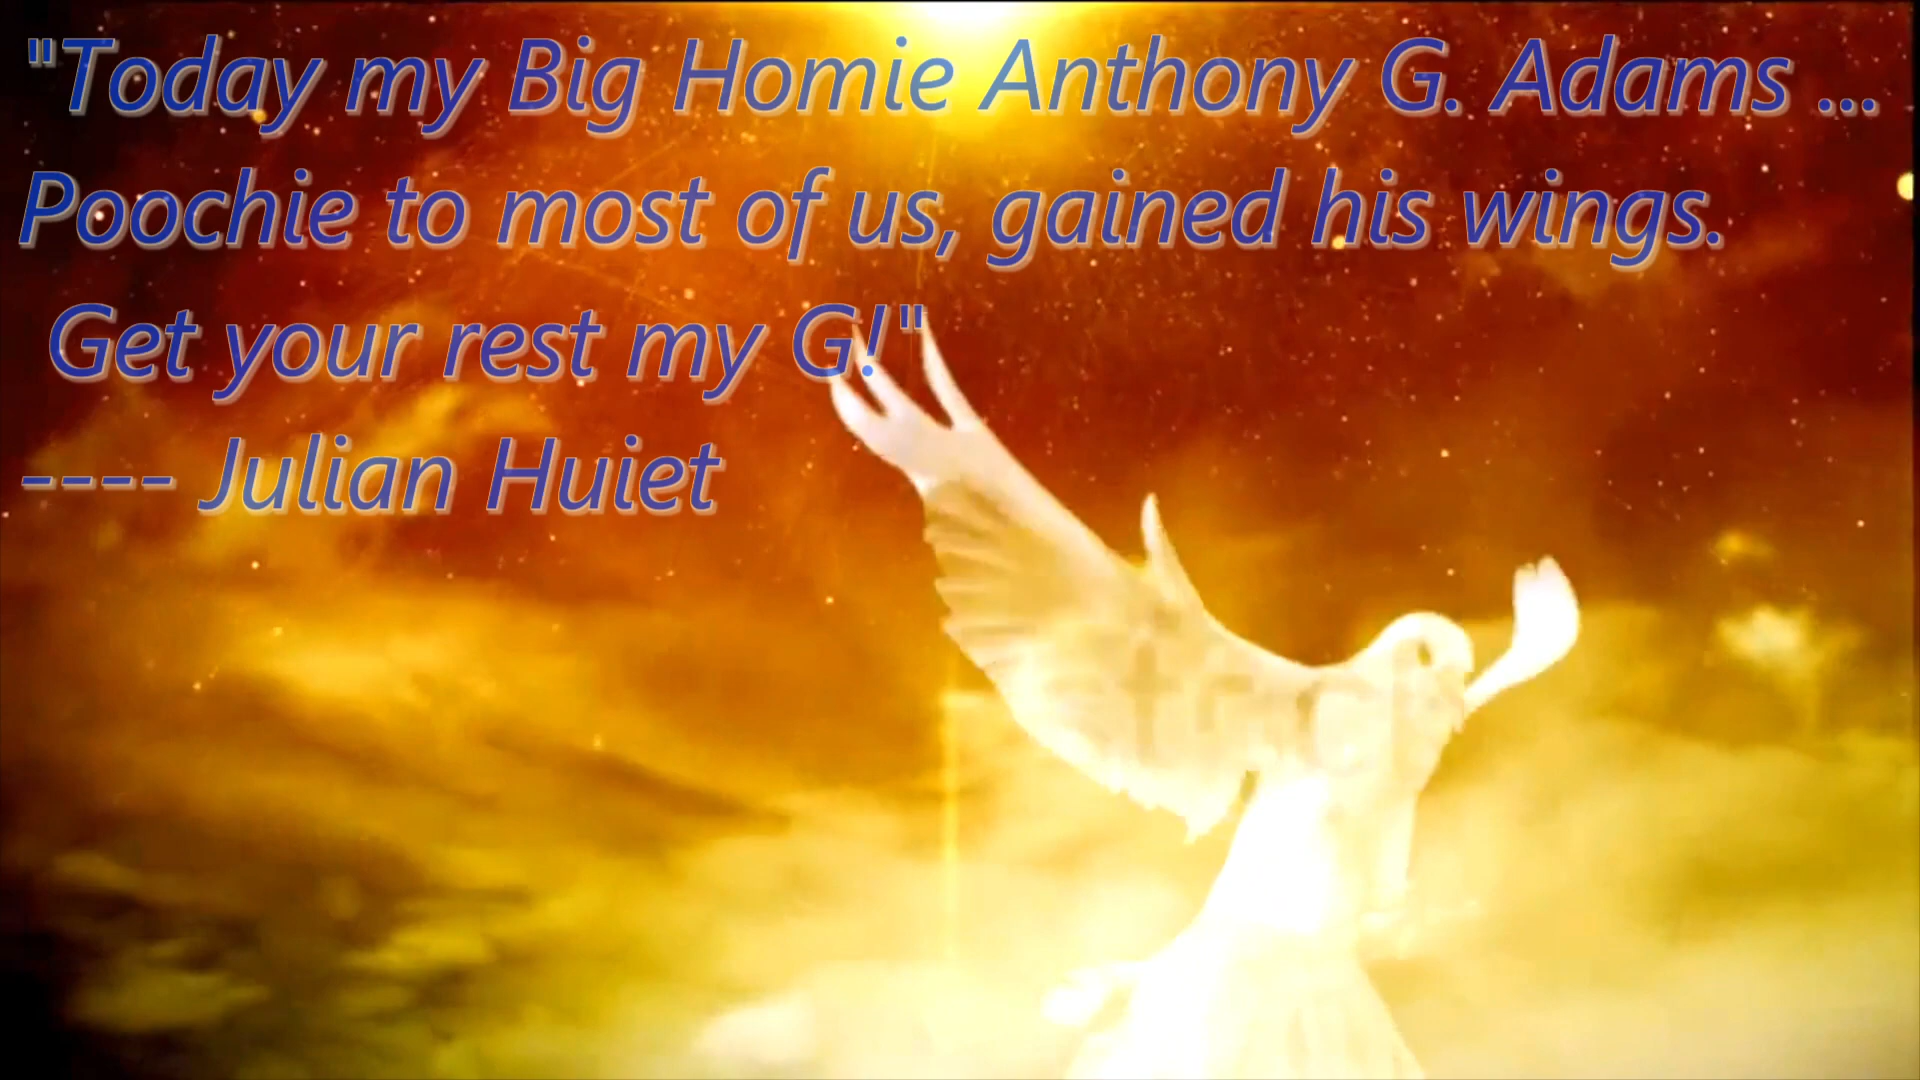 "Today my Big Homie Anthony G. Adams ...
Poochie to most of us, gained his wings.
Get your rest my G!"
---- Julian Huiet